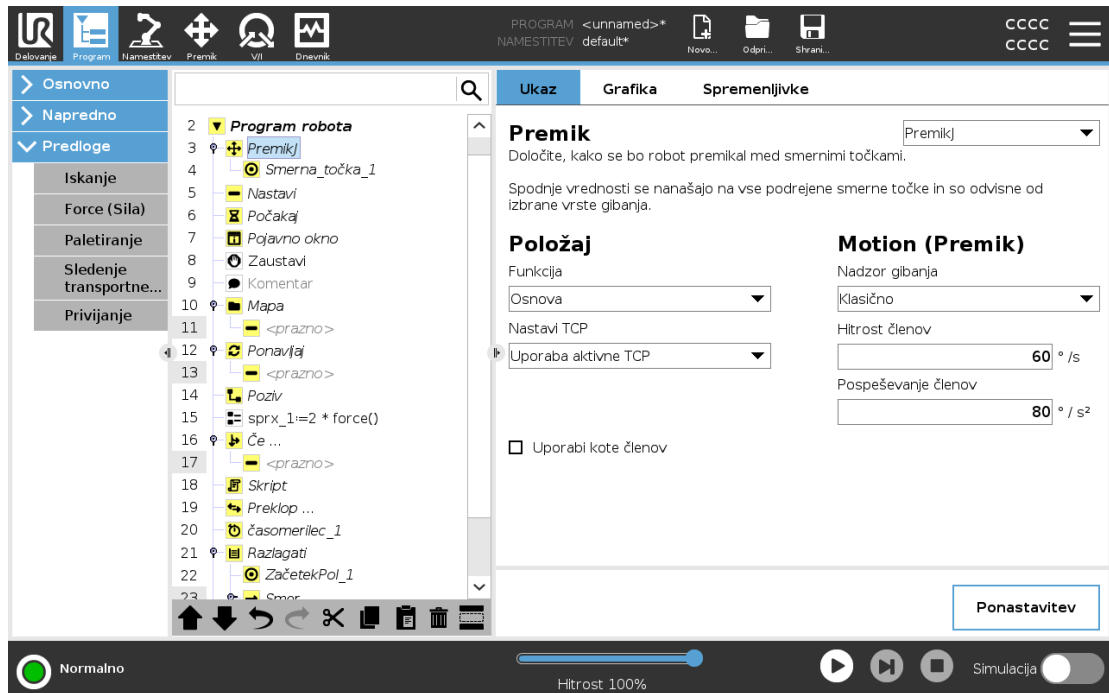 PROGRAM <unnamed>*
NAMESTITEV default*
CCCC
CCCC
Delovanje
Program
Namestitev
Premik
V/I
Dnevnik
Novo...
Odpri...
Shrani...
Osnovno
Napredno
Predloge
Iskanje
Force (Sila)
Paletiranje
Sledenje
transportne...
Privijanje
2 Program robota
3 PremikJ
4 Smerna_točka_1
5 Nastavi
6 Počakaj
7 Pojavno okno
8 Zaustavi
9 Komentar
10 Mapa
11 <prazno>
12 Ponavljaj
13 <prazno>
14 Poziv
15 sprx_1:=2 * force()
16 Če ...
17 <prazno>
18 Skript
19 Preklop ...
20 časomerilec_1
21 Razlagati
22 ZačetekPol_1
23 Smer
Ukaz
Grafika
Spremenljivke
Premik
PremikJ
Določite, kako se bo robot premikal med smernimi točkami.
Spodnje vrednosti se nanašajo na vse podrejene smerne točke in so odvisne od
izbrane vrste gibanja.
Položaj
Funkcija
Osnova
Nastavi TCP
Uporaba aktivne TCP
Uporabi kote členov
Motion (Premik)
Nadzor gibanja
Klasično
Hitrost členov
60 ° /s
Pospeševanje členov
80 ° / s²
Ponastavitev
Normalno
Hitrost 100%
Simulacija